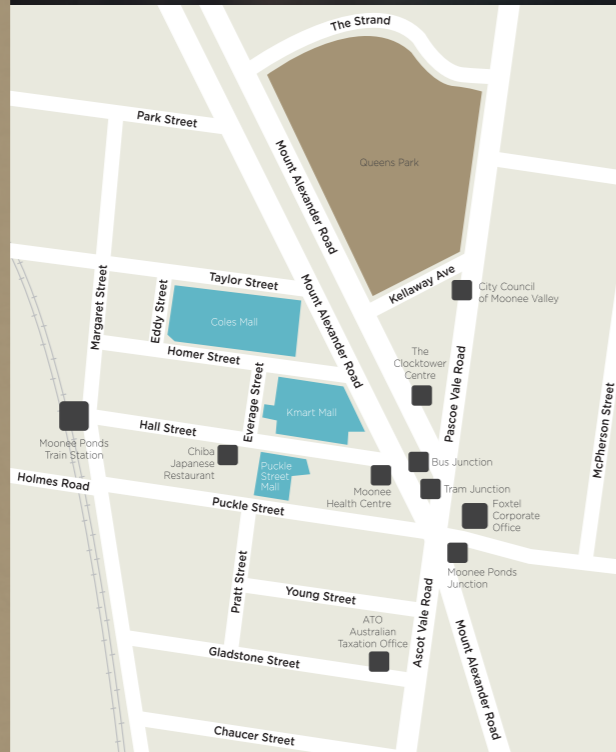 The Strand
Park Street
Mount Alexander Road
Queens Park
Kellaway Ave
City Council
of Moonee Valley
Taylor Street
Mount Alexander Road
Margaret Street
Eddy Street
Coles Mall
Homer Street
The
Clocktower
Centre
Pascoe Vale Road
McPherson Street
Everage Street
Kmart Mall
Moonee Ponds
Train Station
Hall Street
Chiba
Japanese
Restaurant
Puckle
Street
Mall
Moonee
Health Centre
Bus Junction
Tram Junction
Foxtel
Corporate
Office
Holmes Road
Puckle Street
Moonee Ponds
Junction
Pratt Street
Young Street
ATO
Australian
Taxation Office
Ascot Vale Road
Mount Alexander Road
Gladstone Street
Chaucer Street